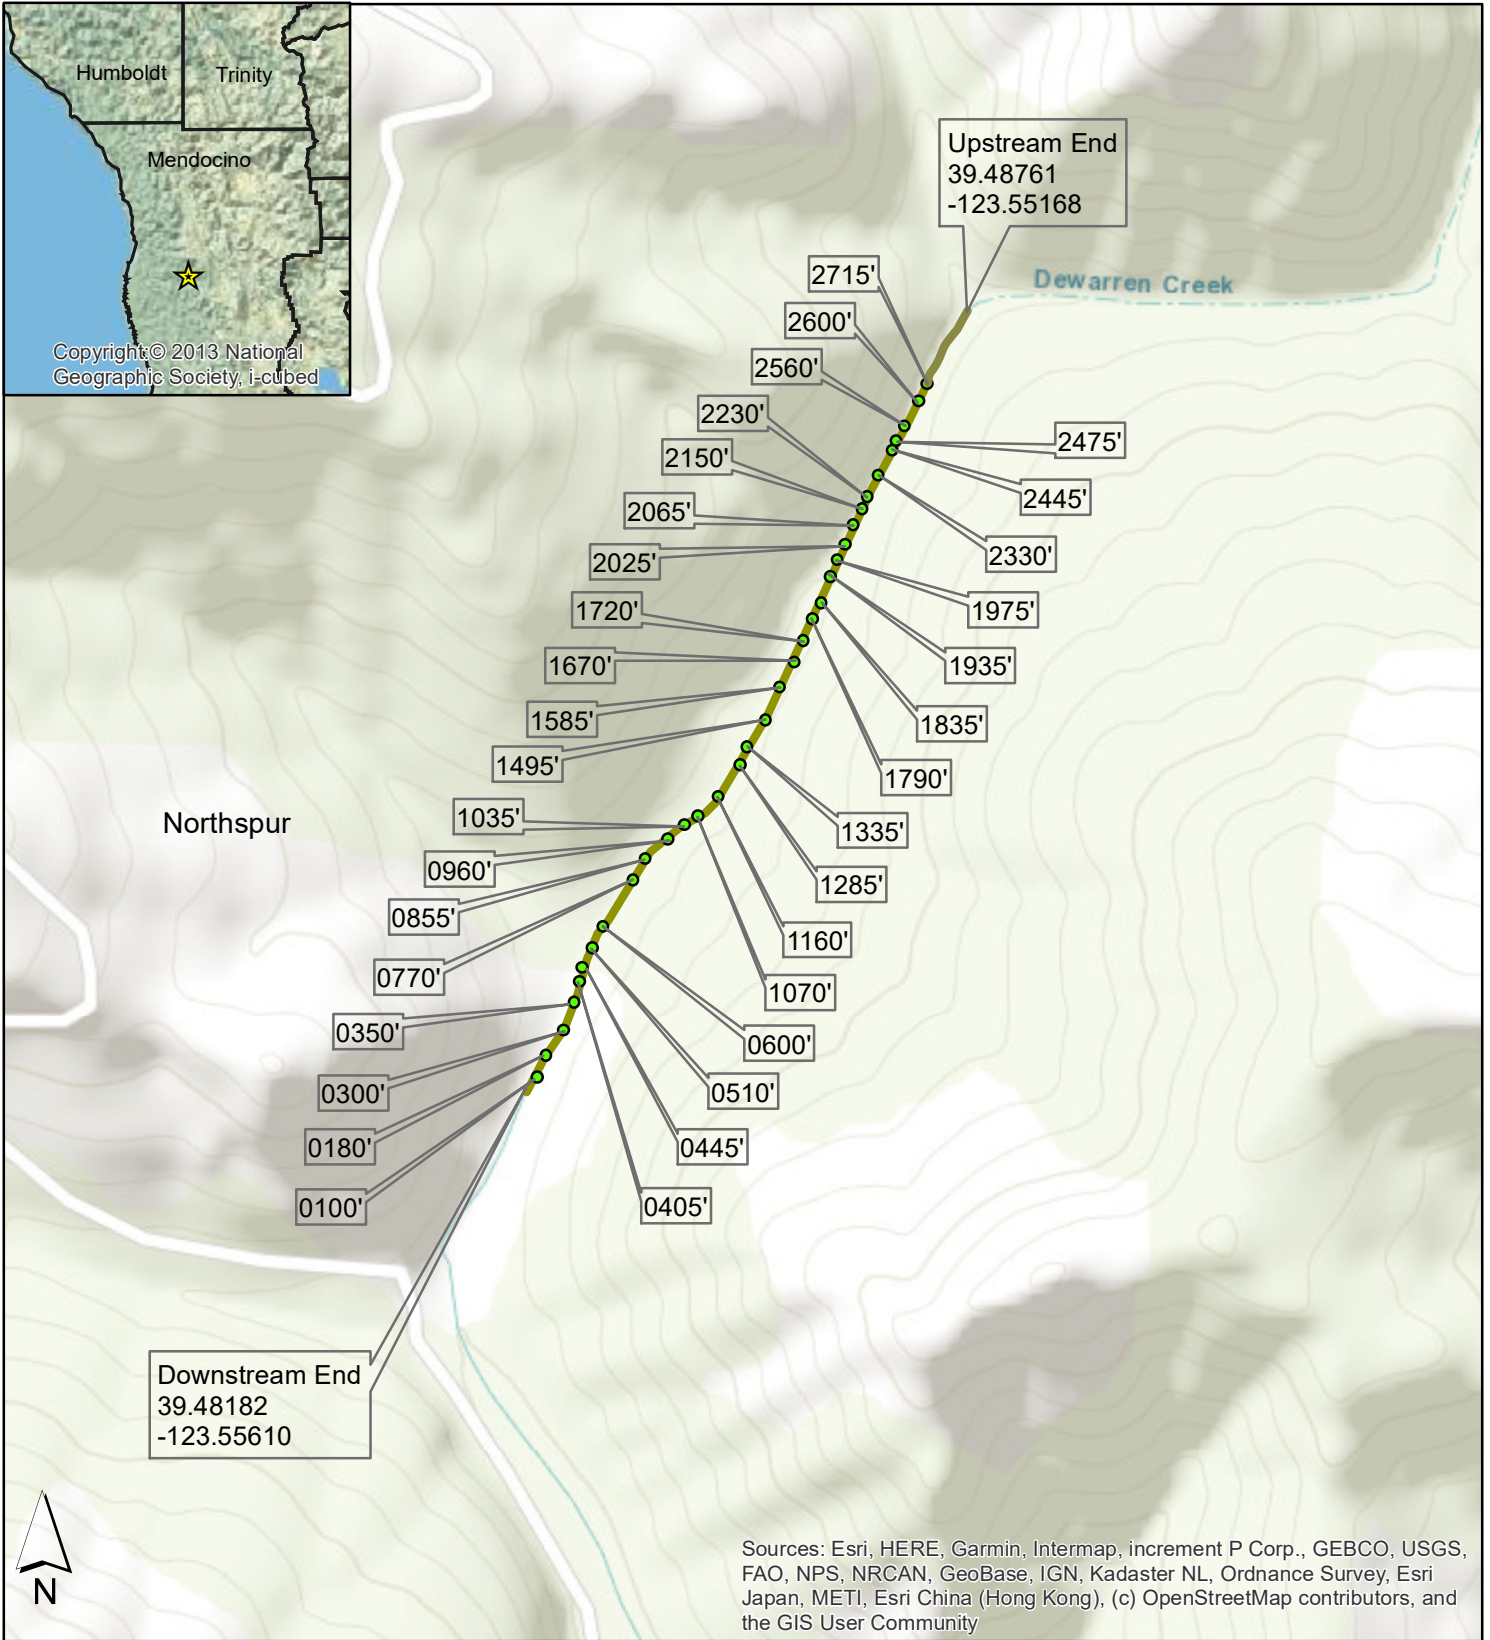 Humboldt
Trinity
Mendocino
Copyright:© 2013 National
Geographic Society, i-cubed
Upstream End
39.48761
-123.55168
Dewarren Creek
2715'
2600'
2560'
2230'
2475'
2150'
2445'
2065'
2330'
2025'
1975'
1720'
1935'
1670'
1835'
1585'
1495'
1790'
1035'
Northspur
1335'
0960'
1285'
0855'
1160'
0770'
1070'
0350'
0600'
0300'
0510'
0180'
0445'
0100'
0405'
Downstream End
39.48182
-123.55610
N
Sources: Esri, HERE, Garmin, Intermap, increment P Corp., GEBCO, USGS,
FAO, NPS, NRCAN, GeoBase, IGN, Kadaster NL, Ordnance Survey, Esri
Japan, METI, Esri China (Hong Kong), (c) OpenStreetMap contributors, and
the GIS User Community